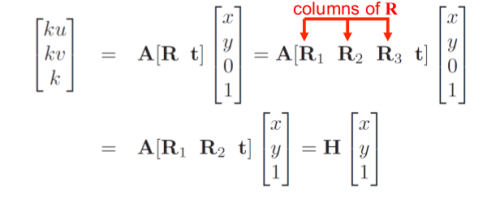 columns of R
[ku kv k] = A[R t] [x y 0 1] = A[R₁ R₂ R₃ t] [x y 0 1]
= A[R₁ R₂ t] [x y 1] = H [x y 1]